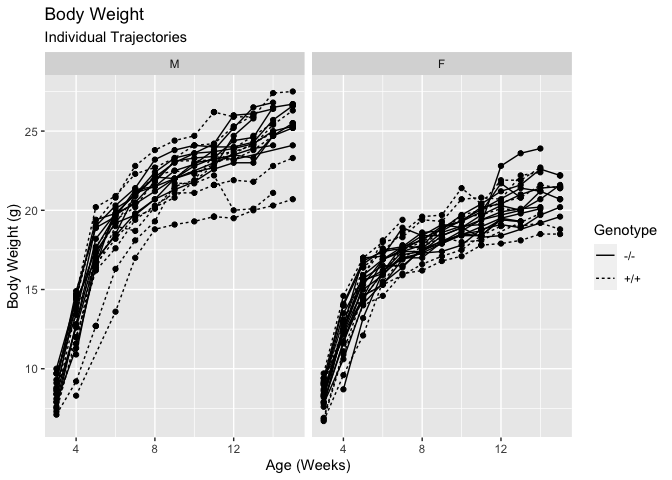 Body Weight
Individual Trajectories
M
F
25
20
15
10
Body Weight (g)
4
8
12
4
8
12
Age (Weeks)
Genotype
-/-
+/+